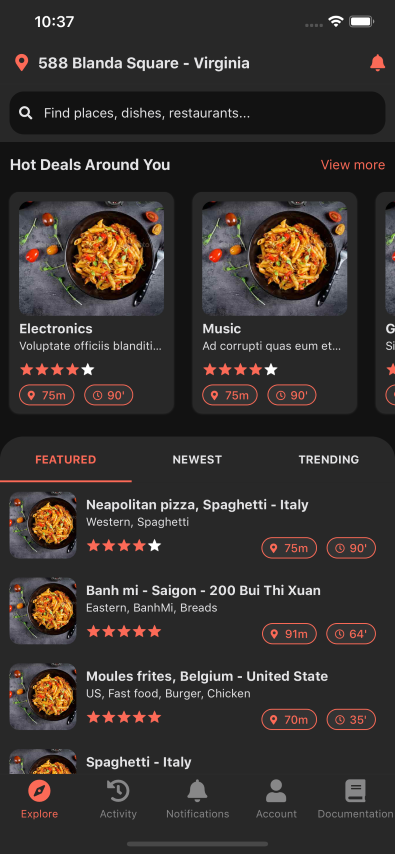 10:37
588 Blanda Square - Virginia
Find places, dishes, restaurants...
Hot Deals Around You
View more
Electronics
Voluptate officiis blanditi...
75m
90'
Music
Ad corrupti quas eum et...
75m
90'
G
Si
FEATURED
NEWEST
TRENDING
Neapolitan pizza, Spaghetti - Italy
Western, Spaghetti
75m
90'
Banh mi - Saigon - 200 Bui Thi Xuan
Eastern, BanhMi, Breads
91m
64'
Moules frites, Belgium - United State
US, Fast food, Burger, Chicken
70m
35'
Spaghetti - Italy
Explore
Activity
Notifications
Account
Documentation